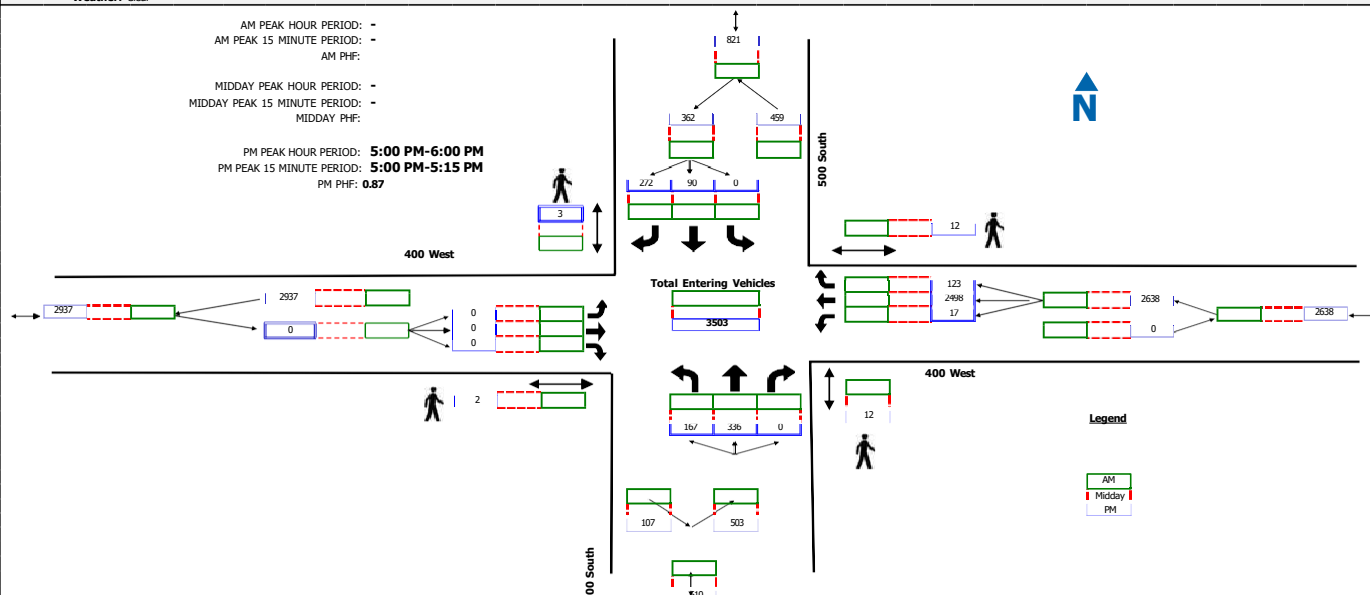 AM PEAK HOUR PERIOD: -
AM PEAK 15 MINUTE PERIOD: -
AM PHF:
MIDDAY PEAK HOUR PERIOD: -
MIDDAY PEAK 15 MINUTE PERIOD: -
MIDDAY PHF:
PM PEAK HOUR PERIOD: 5:00 PM-6:00 PM
PM PEAK 15 MINUTE PERIOD: 5:00 PM-5:15 PM
PM PHF: 0.87
821
N
362 459
500 South
272 90 0
3
12
400 West
Total Entering Vehicles
3503
2937
2937
0
0
0
0
123
2498
17
2638
0
2638
400 West
2
167 336 0
12
Legend
AM
Midday
PM
107 503
00 South